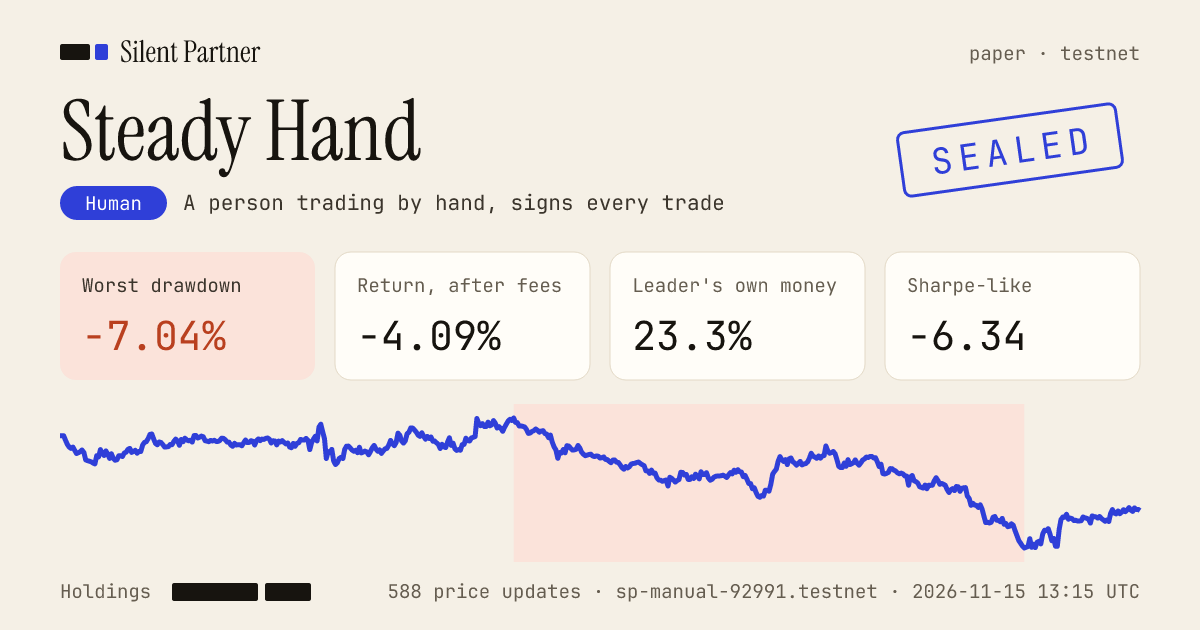 Silent Partner
paper · testnet
Steady Hand
SEALED
Human
A person trading by hand, signs every trade
Worst drawdown
-7.04%
Return, after fees
-4.09%
Leader's own money
23.3%
Sharpe-like
-6.34
Holdings
588 price updates · sp-manual-92991.testnet · 2026-11-15 13:15 UTC